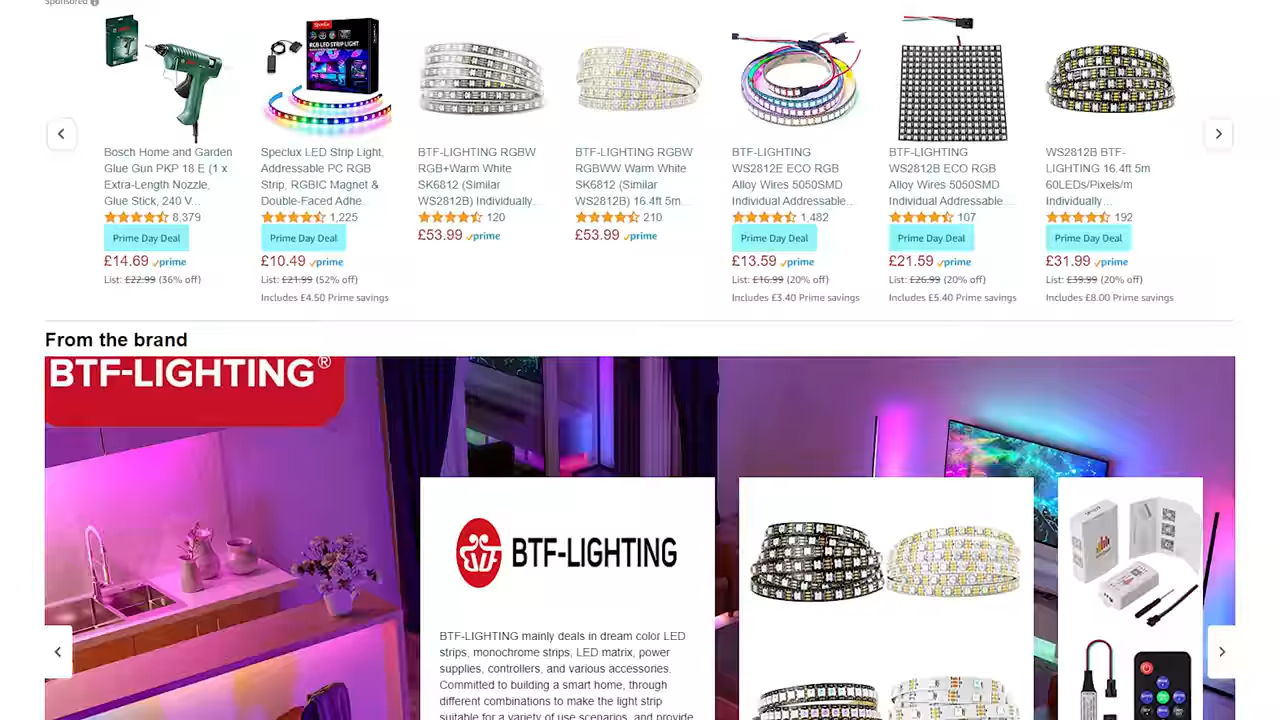 Sponsored
Bosch Home and Garden
Glue Gun PKP 18 E (1 x
Extra-Length Nozzle,
Glue Stick, 240 V...
8,379
Prime Day Deal
£14.69 prime
List: £22.99 (36% off)
Speclux LED Strip Light,
Addressable PC RGB
Strip, RGBIC Magnet &
Double-Faced Adhe...
1,225
Prime Day Deal
£10.49 prime
List: £21.99 (52% off)
Includes £4.50 Prime savings
BTF-LIGHTING RGBW
RGB+Warm White
SK6812 (Similar
WS2812B) Individually...
120
£53.99 prime
BTF-LIGHTING RGBW
RGBWW Warm White
SK6812 (Similar
WS2812B) 16.4ft 5m...
210
£53.99 prime
BTF-LIGHTING
WS2812E ECO RGB
Alloy Wires 5050SMD
Individual Addressable...
1,482
Prime Day Deal
£13.59 prime
List: £16.99 (20% off)
Includes £3.40 Prime savings
BTF-LIGHTING
WS2812B ECO RGB
Alloy Wires 5050SMD
Individual Addressable...
107
Prime Day Deal
£21.59 prime
List: £26.99 (20% off)
Includes £5.40 Prime savings
WS2812B BTF-
LIGHTING 16.4ft 5m
60LEDs/Pixels/m
Individually...
192
Prime Day Deal
£31.99 prime
List: £39.99 (20% off)
Includes £8.00 Prime savings
From the brand
BTF-LIGHTING®
BTF-LIGHTING
BTF-LIGHTING mainly deals in dream color LED
strips, monochrome strips, LED matrix, power
supplies, controllers, and various accessories.
Committed to building a smart home, through
different combinations to make the light strip
suitable for a variety of use scenarios, and provide